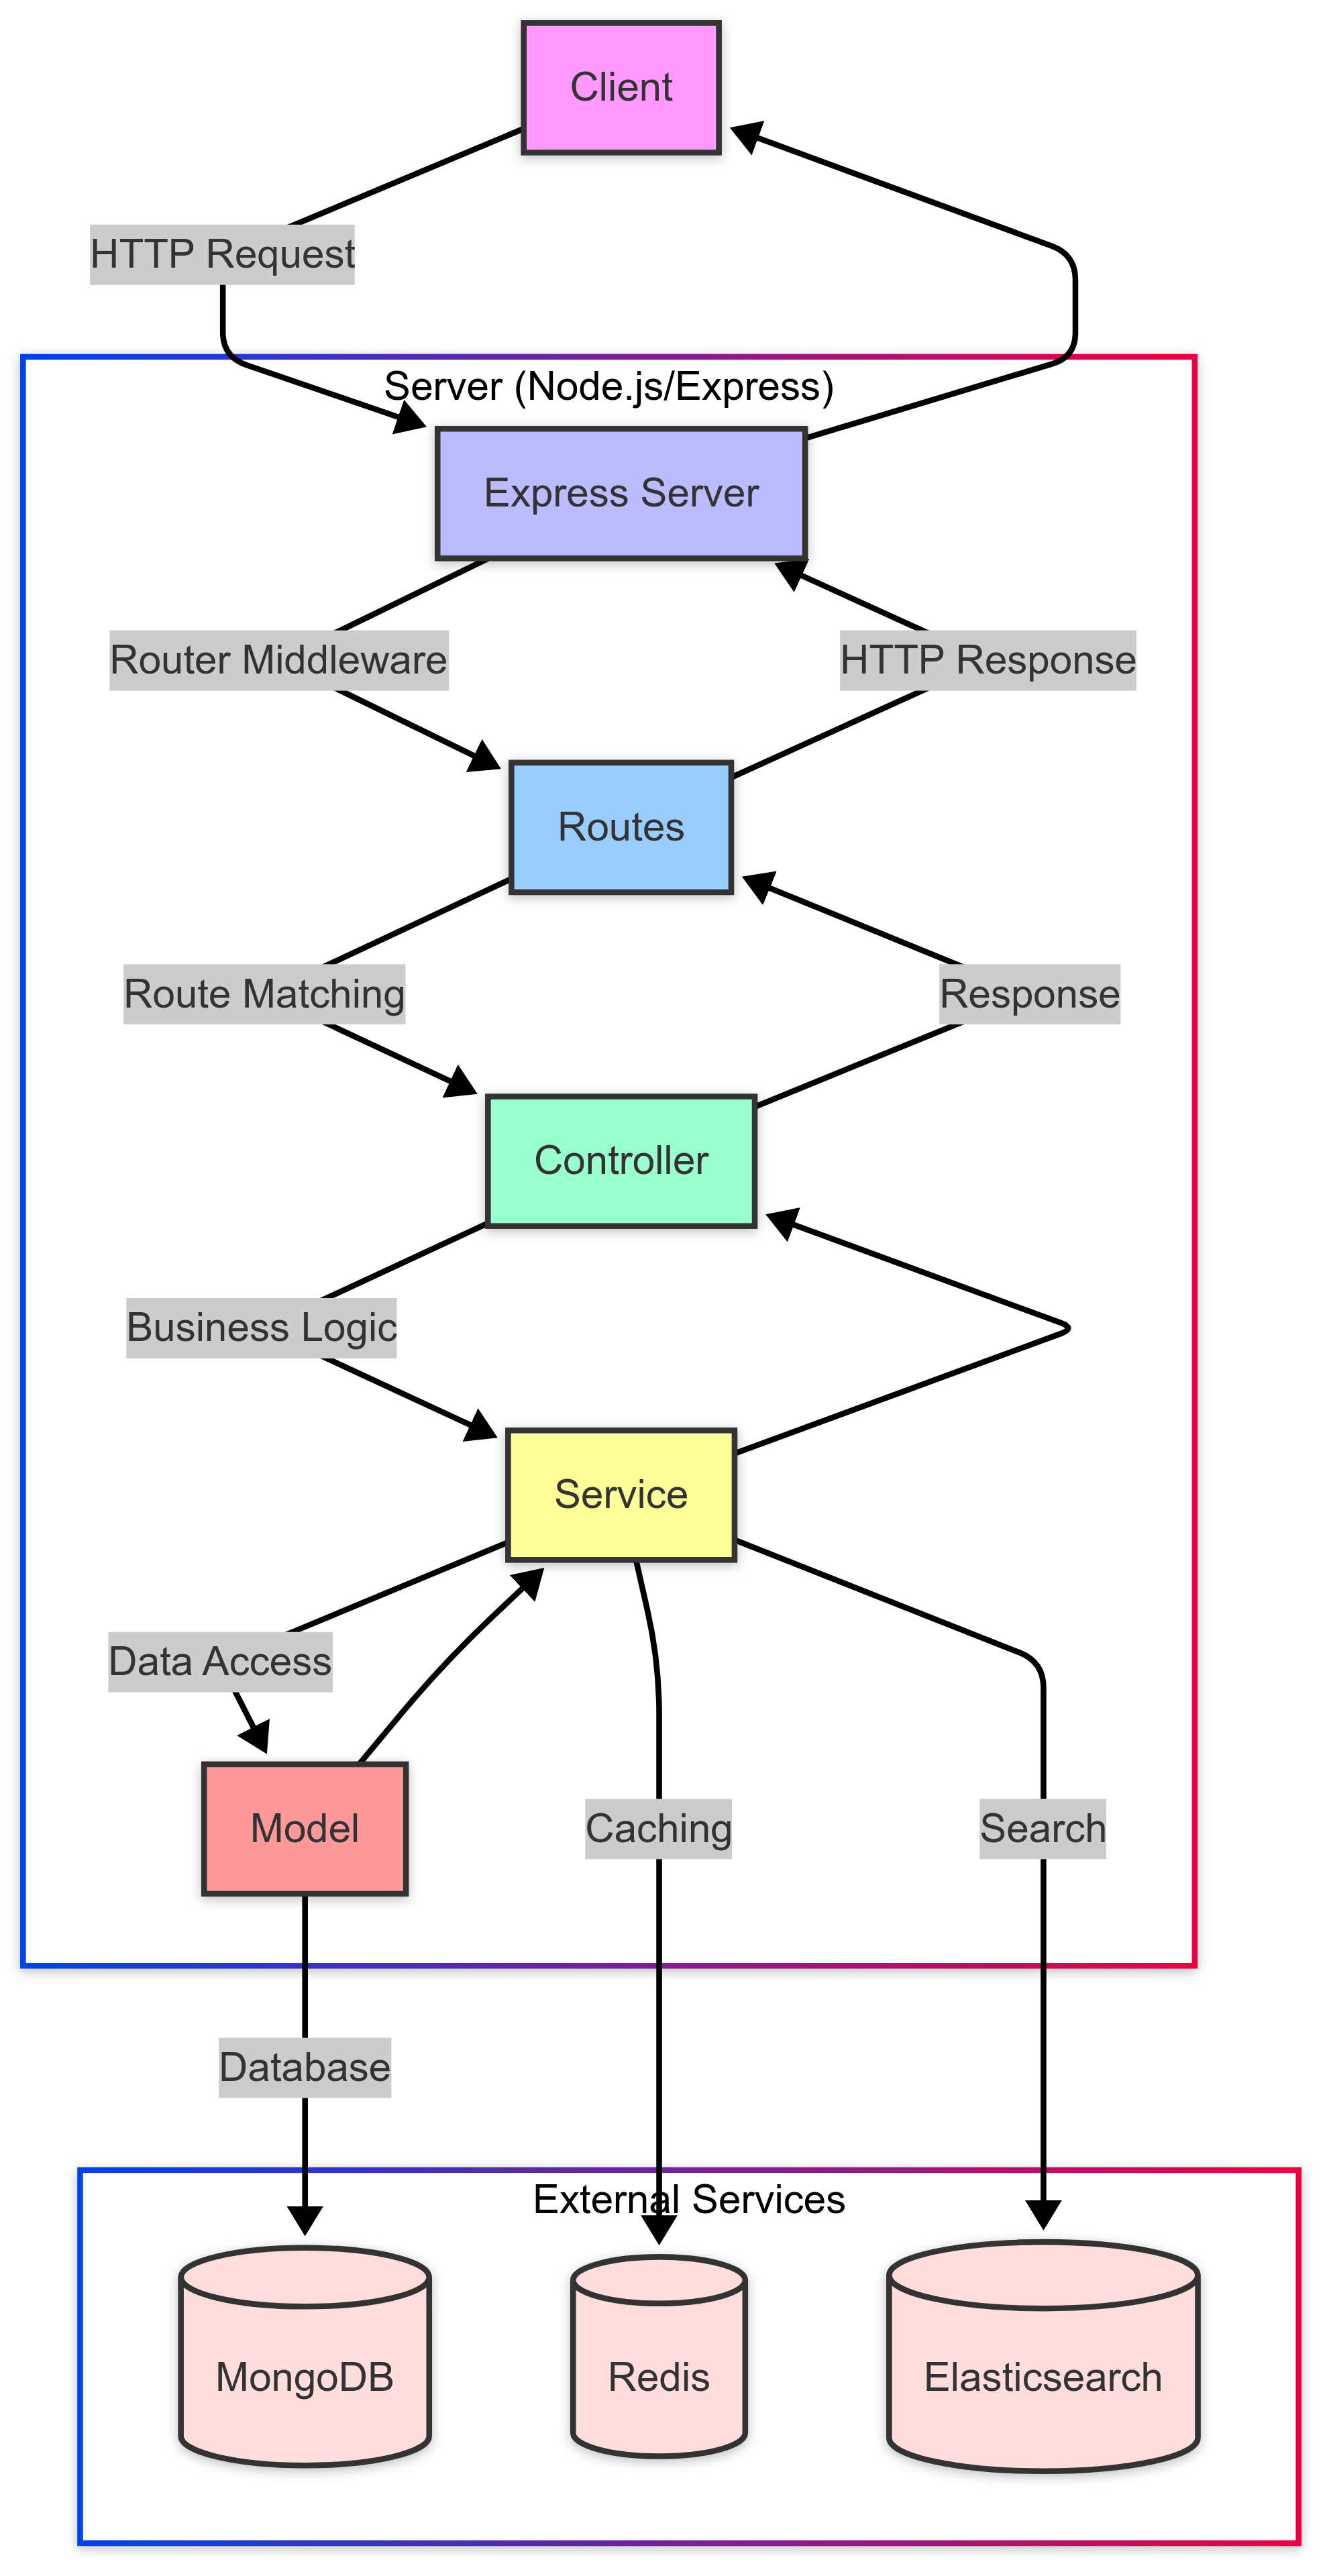 Client
HTTP Request
Server (Node.js/Express)
Express Server
Router Middleware
HTTP Response
Routes
Route Matching
Response
Controller
Business Logic
Service
Data Access
Model
Caching
Search
Database
External Services
MongoDB
Redis
Elasticsearch